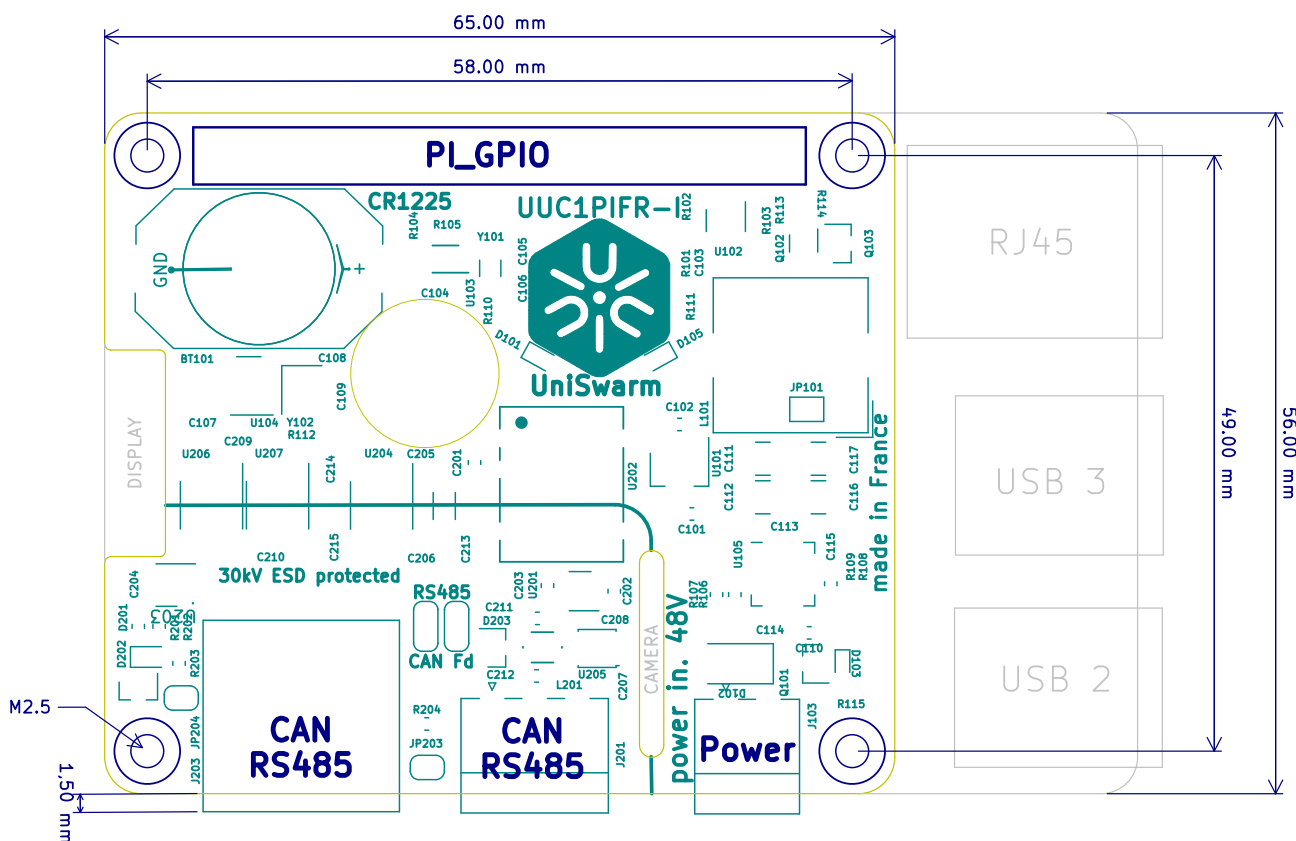 65.00 mm
58.00 mm
PI_GPIO
CR1225
UUC1PIFR-I
R104
R105
Y101
C105
R102
R103
R113
R114
U102
Q102
Q103
RJ45
GND
+
C104
U103
C106
R110
R101
C103
R111
D101
D105
BT101
C108
UniSwarm
JP101
C109
C102
L101
C107
U104
Y102
R112
C209
DISPLAY
U206
U207
C214
U204
C205
C201
U202
U101
C111
C117
C112
C116
USB 3
49.00 mm
56.00 mm
made in France
C101
C113
C210
C215
C206
C213
U105
C115
R109
R108
30kV ESD protected
RS485
C204
C203
U201
C202
R107
R106
D201
C211
D203
C208
C114
D202
R203
CAN Fd
CAMERA
C110
D103
C212
L201
U205
C207
D102
Q101
USB 2
M2.5
R204
JP204
JP203
J203
CAN
RS485
CAN
RS485
J201
power in. 48V
Power
J103
R115
1,50 mm